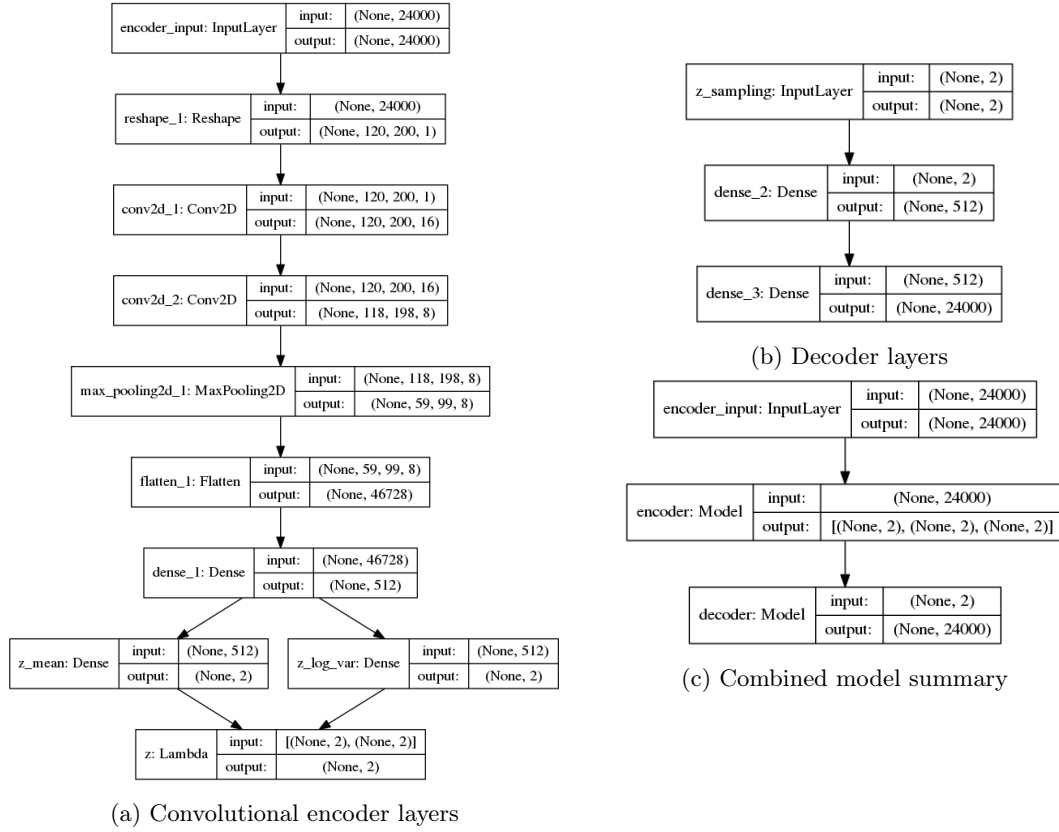 encoder_input: InputLayer
input: (None, 24000)
output: (None, 24000)
reshape_1: Reshape
input: (None, 24000)
output: (None, 120, 200, 1)
conv2d_1: Conv2D
input: (None, 120, 200, 1)
output: (None, 120, 200, 16)
conv2d_2: Conv2D
input: (None, 120, 200, 16)
output: (None, 118, 198, 8)
max_pooling2d_1: MaxPooling2D
input: (None, 118, 198, 8)
output: (None, 59, 99, 8)
flatten_1: Flatten
input: (None, 59, 99, 8)
output: (None, 46728)
dense_1: Dense
input: (None, 46728)
output: (None, 512)
z_mean: Dense
input: (None, 512)
output: (None, 2)
z_log_var: Dense
input: (None, 512)
output: (None, 2)
z: Lambda
input: [(None, 2), (None, 2)]
output: (None, 2)
(a) Convolutional encoder layers
z_sampling: InputLayer
input: (None, 2)
output: (None, 2)
dense_2: Dense
input: (None, 2)
output: (None, 512)
dense_3: Dense
input: (None, 512)
output: (None, 24000)
(b) Decoder layers
encoder_input: InputLayer
input: (None, 24000)
output: (None, 24000)
encoder: Model
input: (None, 24000)
output: [(None, 2), (None, 2), (None, 2)]
decoder: Model
input: (None, 2)
output: (None, 24000)
(c) Combined model summary